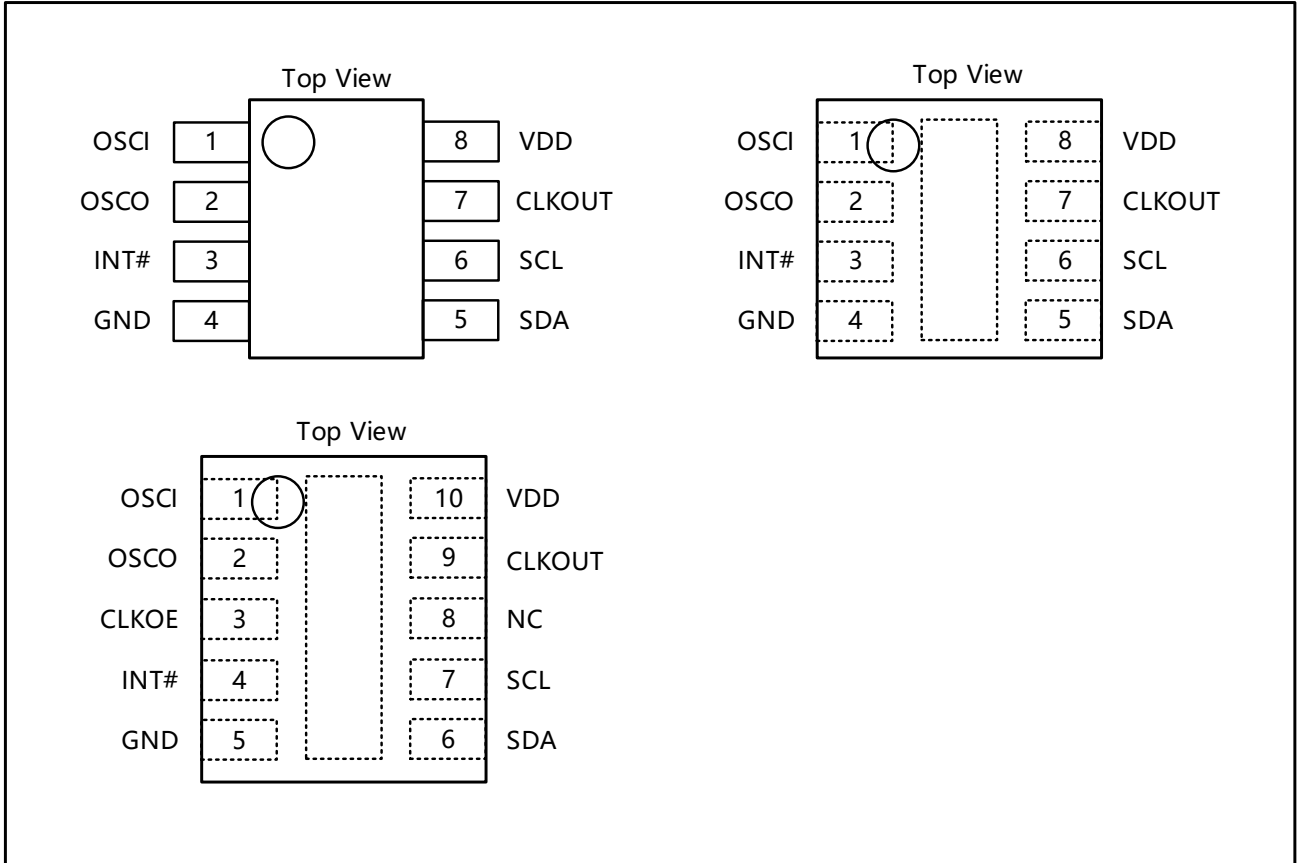 Top View
OSCI 1 8 VDD
OSCO 2 7 CLKOUT
INT# 3 6 SCL
GND 4 5 SDA
Top View
OSCI 1 8 VDD
OSCO 2 7 CLKOUT
INT# 3 6 SCL
GND 4 5 SDA
Top View
OSCI 1 10 VDD
OSCO 2 9 CLKOUT
CLKOE 3 8 NC
INT# 4 7 SCL
GND 5 6 SDA